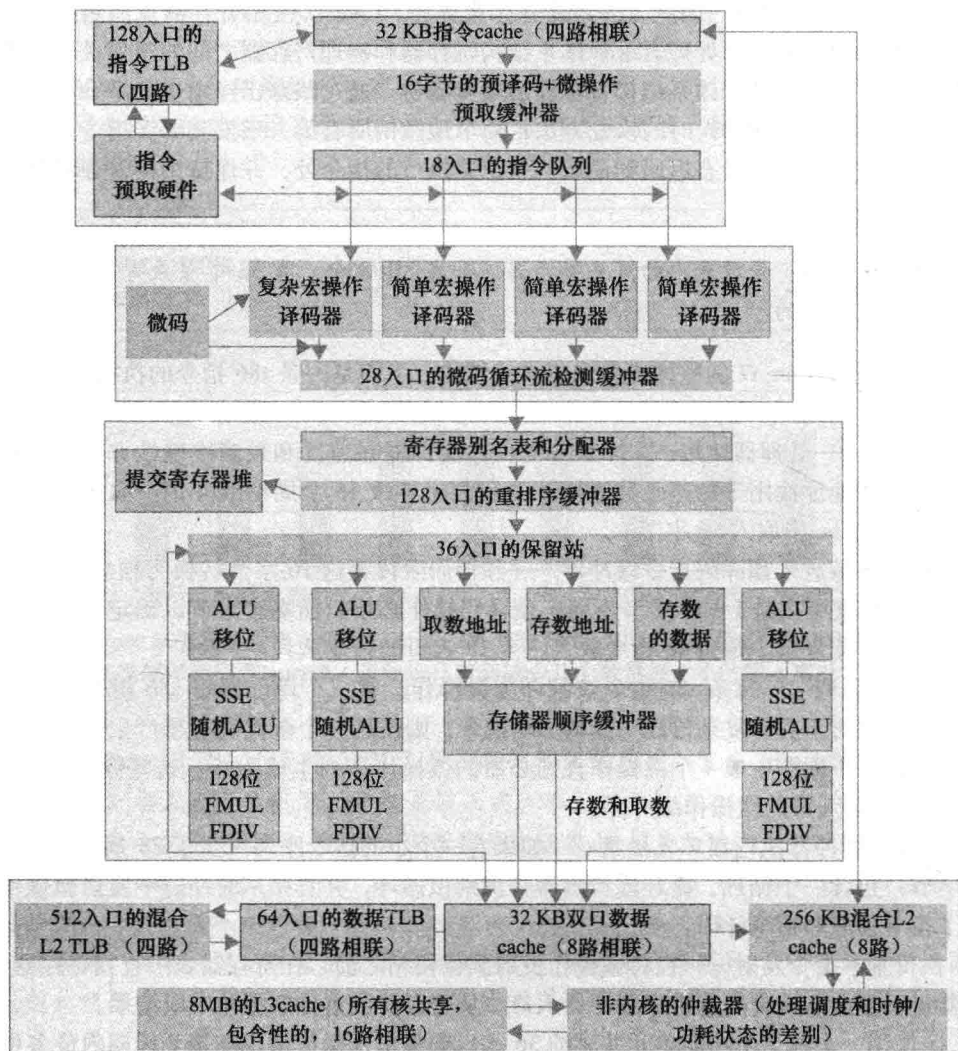 128入口的
指令TLB
（四路）
32 KB指令cache（四路相联）
16字节的预译码+微操作
预取缓冲器
指令
预取硬件
18入口的指令队列
微码
复杂宏操作
译码器
简单宏操作
译码器
简单宏操作
译码器
简单宏操作
译码器
28入口的微码循环流检测缓冲器
寄存器别名表和分配器
提交寄存器堆
128入口的重排序缓冲器
36入口的保留站
ALU
移位
ALU
移位
取数地址
存数地址
存数
的数据
ALU
移位
SSE
随机ALU
SSE
随机ALU
存储器顺序缓冲器
SSE
随机ALU
128位
FMUL
FDIV
128位
FMUL
FDIV
存数和取数
128位
FMUL
FDIV
512入口的混合
L2 TLB（四路）
64入口的数据TLB
（四路相联）
32 KB双口数据
cache（8路相联）
256 KB混合L2
cache（8路）
8MB的L3cache（所有核共享，
包含性的，16路相联）
非内核的仲裁器（处理调度和时钟/
功耗状态的差别）